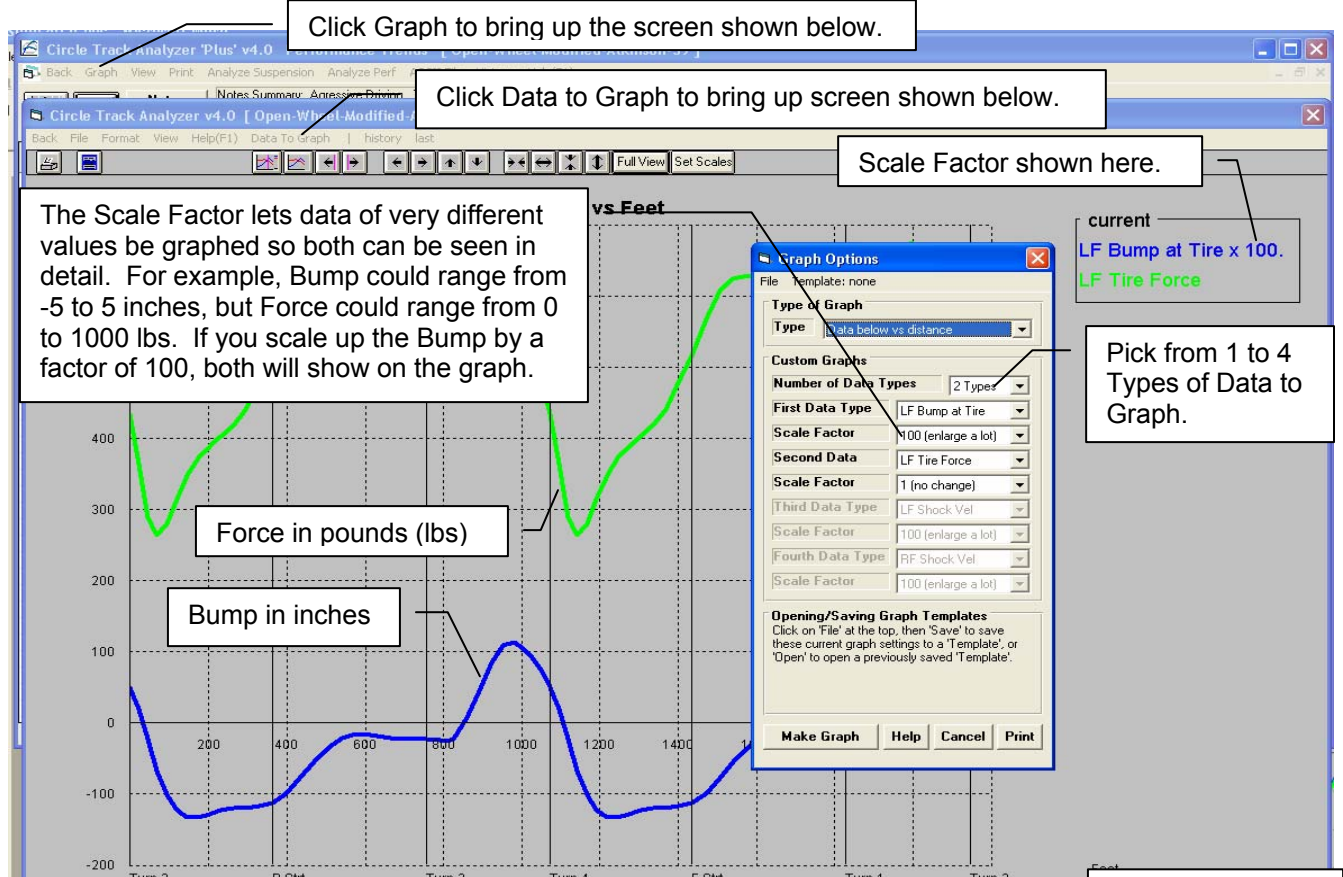 Click Graph to bring up the screen shown below.
Circle Track Analyzer 'Plus' v4.0 Performance Trends [ Open-Wheel-Modified
Back Graph View Print Analyze Suspension Analyze Perf
Notes Summary: Agressive Driving
Click Data to Graph to bring up screen shown below.
Circle Track Analyzer v4.0 [ Open-Wheel-Modified-A
Back File Format View Help(F1) Data To Graph | history last
Full View Set Scales
Scale Factor shown here.
The Scale Factor lets data of very different
values be graphed so both can be seen in
detail. For example, Bump could range from
-5 to 5 inches, but Force could range from 0
to 1000 lbs. If you scale up the Bump by a
factor of 100, both will show on the graph.
vs Feet
current
LF Bump at Tire x 100.
LF Tire Force
Graph Options
File Template: none
Type of Graph
Type Data below vs distance
Custom Graphs
Number of Data Types 2 Types
First Data Type LF Bump at Tire
Scale Factor 100 (enlarge a lot)
Second Data LF Tire Force
Scale Factor 1 (no change)
Third Data Type LF Shock Vel
Scale Factor 100 (enlarge a lot)
Fourth Data Type RF Shock Vel
Scale Factor 100 (enlarge a lot)
Opening/Saving Graph Templates
Click on 'File' at the top, then 'Save' to save
these current graph settings to a 'Template', or
'Open' to open a previously saved 'Template'.
Make Graph Help Cancel Print
Pick from 1 to 4
Types of Data to
Graph.
Force in pounds (lbs)
Bump in inches
400
300
200
100
0
-100
-200
200 400 600 800 1000 1200 1400
Feet